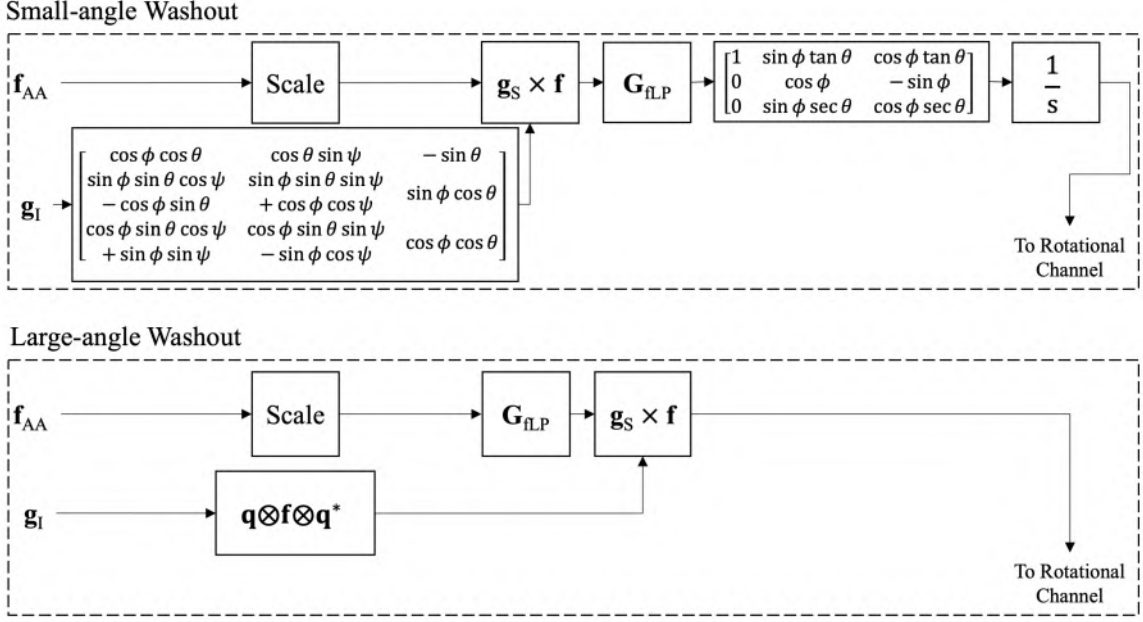 Small-angle Washout
f_AA
Scale
g_S × f
G_fLP
1 sin ϕ tan θ cos ϕ tan θ
0 cos ϕ − sin ϕ
0 sin ϕ sec θ cos ϕ sec θ
1
s
g_I
cos ϕ cos θ cos θ sin ψ − sin θ
sin ϕ sin θ cos ψ sin ϕ sin θ sin ψ
− cos ϕ sin θ + cos ϕ cos ψ sin ϕ cos θ
cos ϕ sin θ cos ψ cos ϕ sin θ sin ψ
+ sin ϕ sin ψ − sin ϕ cos ψ cos ϕ cos θ
To Rotational
Channel
Large-angle Washout
f_AA
Scale
G_fLP
g_S × f
g_I
q⊗f⊗q*
To Rotational
Channel